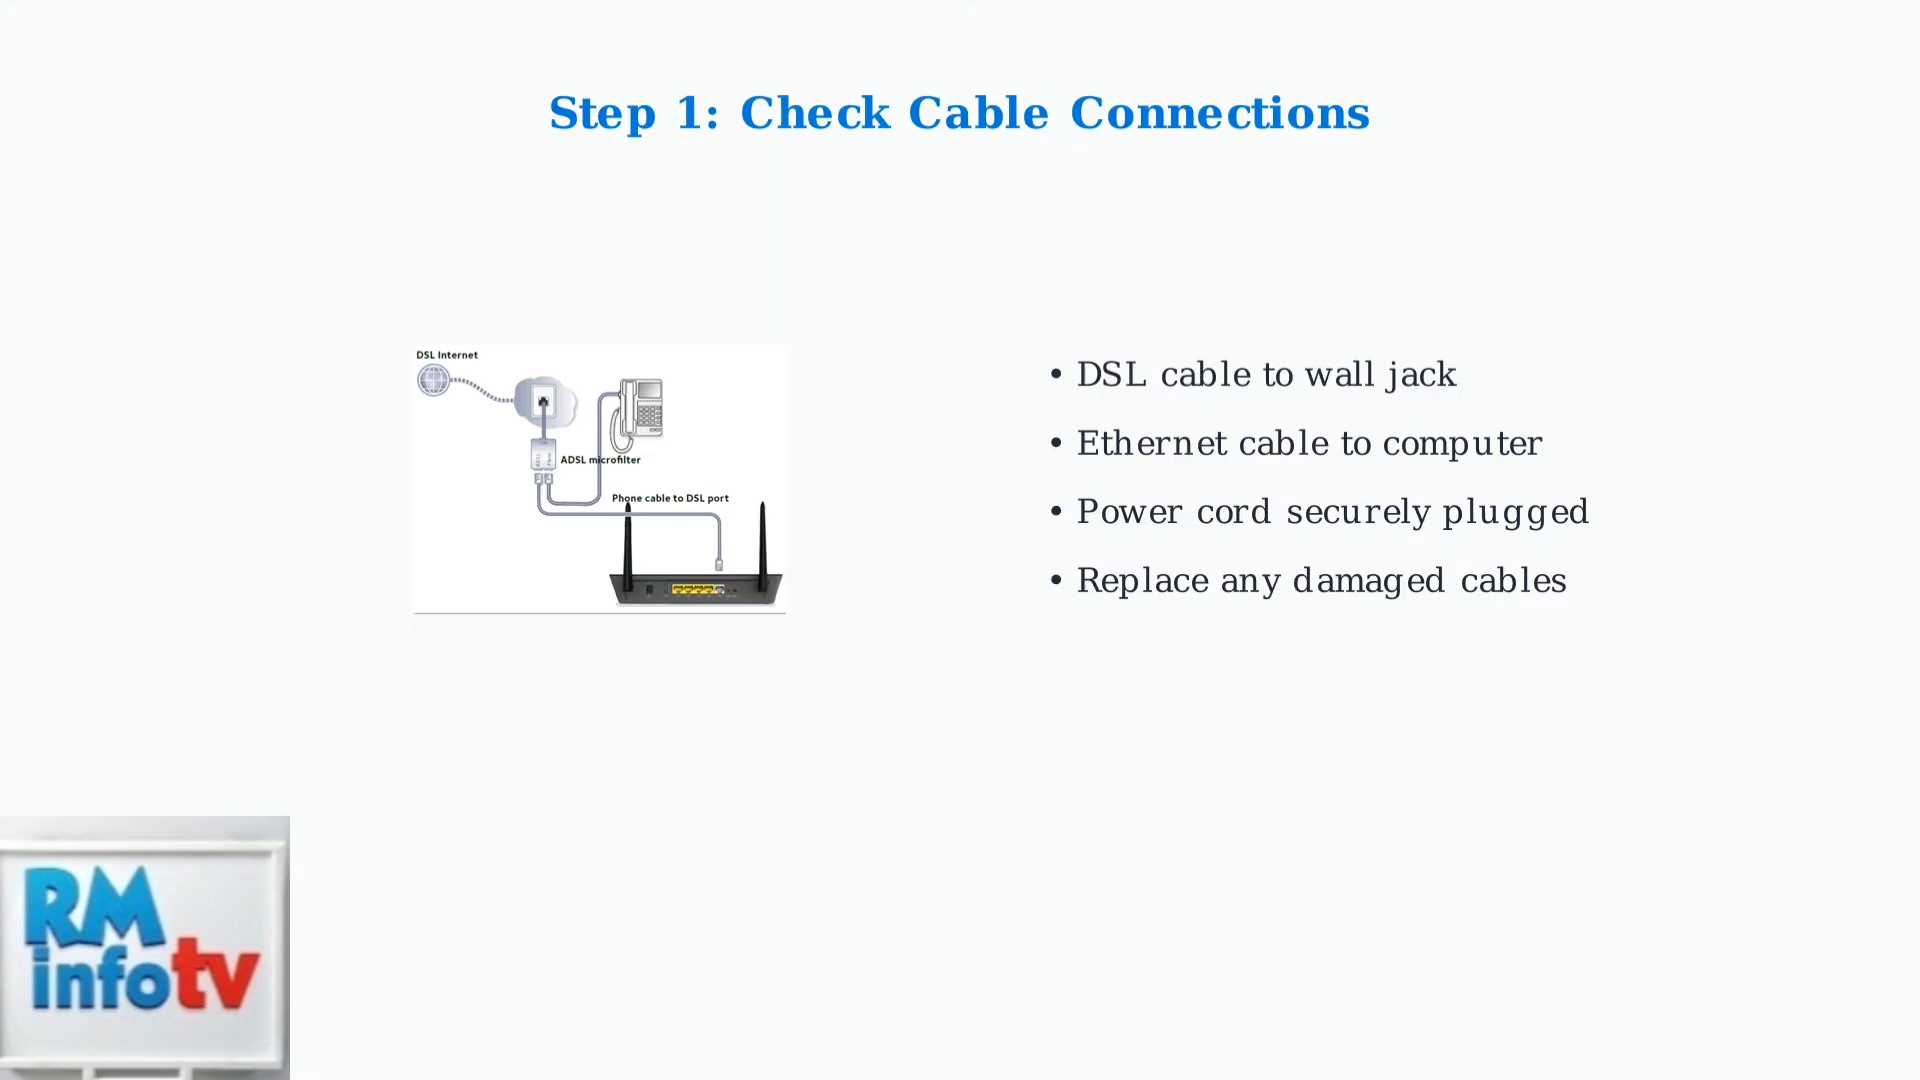 Step 1: Check Cable Connections
DSL Internet
ADSL microfilter
Phone cable to DSL port
• DSL cable to wall jack
• Ethernet cable to computer
• Power cord securely plugged
• Replace any damaged cables
RM
infotv